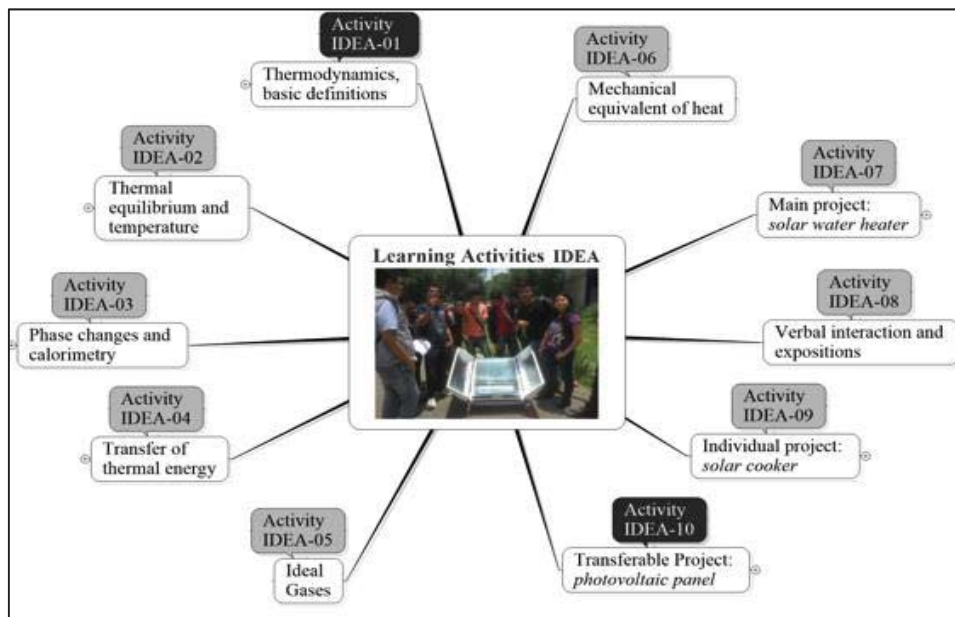 Activity
IDEA-01
Thermodynamics,
basic definitions
Activity
IDEA-02
Thermal
equilibrium and
temperature
Activity
IDEA-03
Phase changes and
calorimetry
Activity
IDEA-04
Transfer of
thermal energy
Activity
IDEA-05
Ideal
Gases
Learning Activities IDEA
Activity
IDEA-06
Mechanical
equivalent of heat
Activity
IDEA-07
Main project:
solar water heater
Activity
IDEA-08
Verbal interaction and
expositions
Activity
IDEA-09
Individual project:
solar cooker
Activity
IDEA-10
Transferable Project:
photovoltaic panel